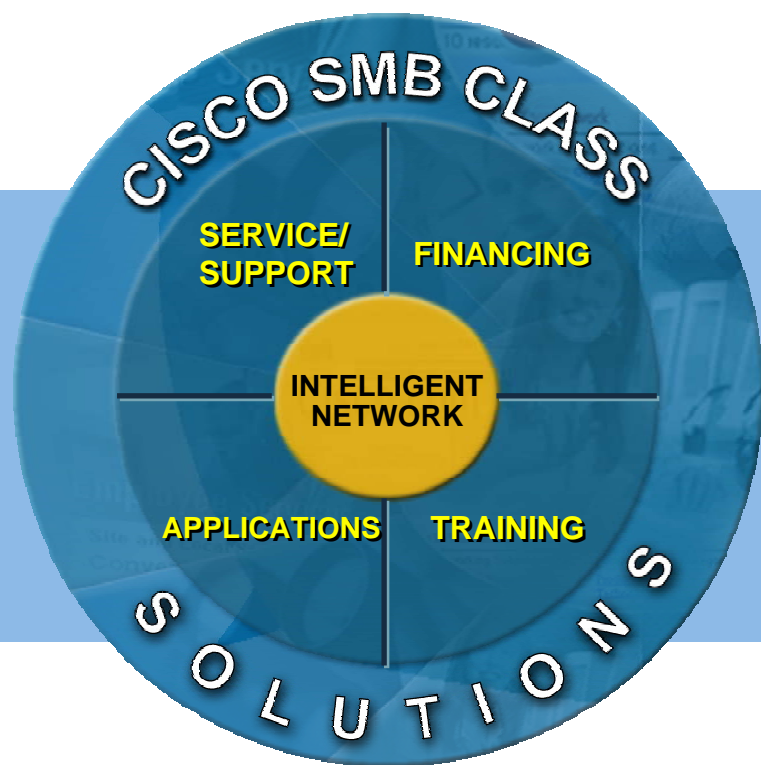 CISCO SMB CLASS
SERVICE/
SUPPORT
FINANCING
INTELLIGENT
NETWORK
APPLICATIONS
TRAINING
SOLUTIONS